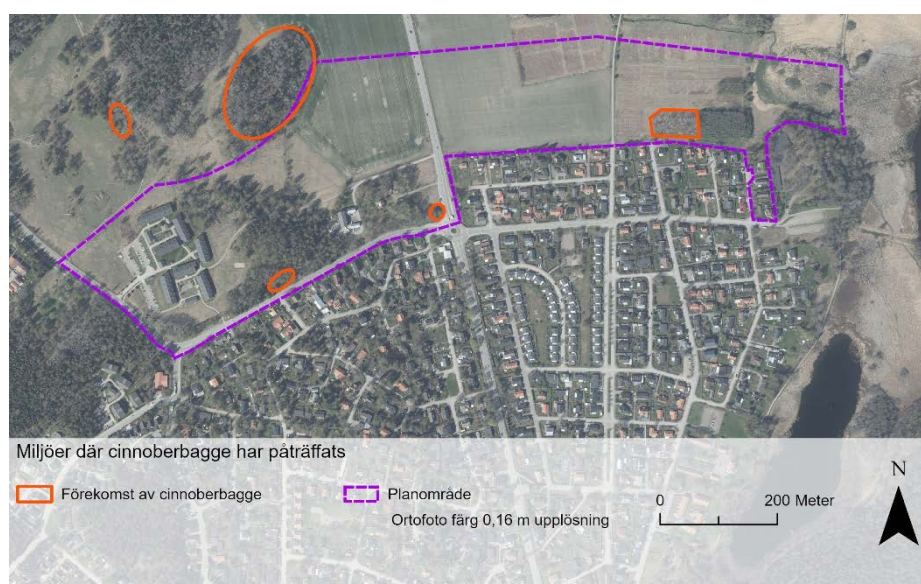 Miljöer där cinnoberbagge har påträffats
Förekomst av cinnoberbagge
Planområde
Ortofoto färg 0,16 m upplösning
0 200 Meter
N